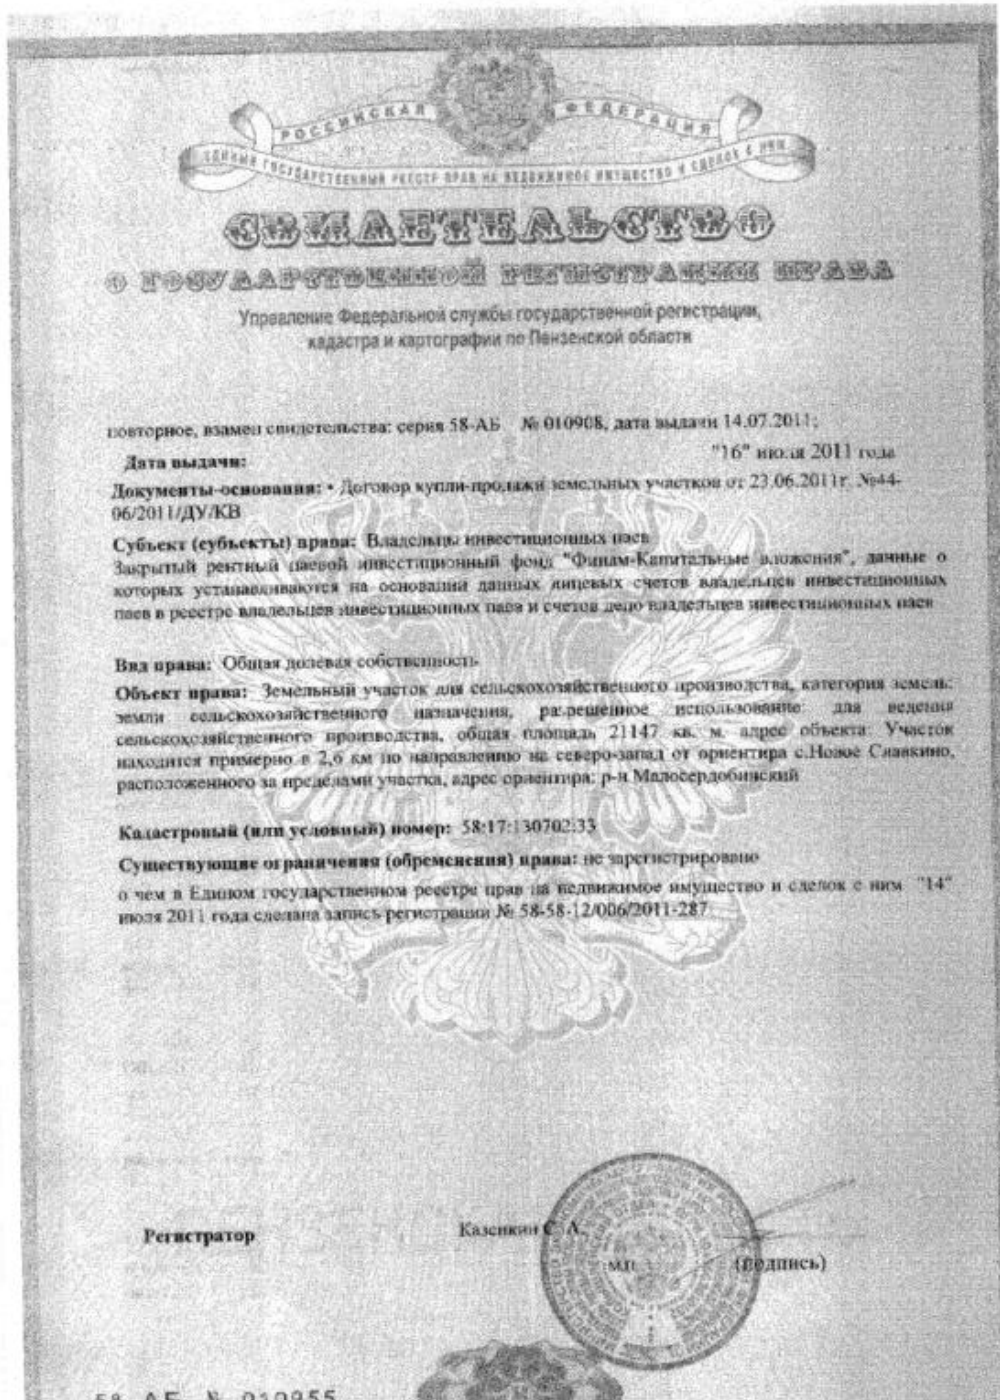 РОССИЙСКАЯ ФЕДЕРАЦИЯ
ЕДИНЫЙ ГОСУДАРСТВЕННЫЙ РЕЕСТР ПРАВ НА НЕДВИЖИМОЕ ИМУЩЕСТВО И СДЕЛОК С НИМ
СВИДЕТЕЛЬСТВО
О ГОСУДАРСТВЕННОЙ РЕГИСТРАЦИИ ПРАВА
Управление Федеральной службы государственной регистрации,
кадастра и картографии по Пензенской области
повторное, взамен свидетельства: серия 58-АБ № 010908, дата выдачи 14.07.2011;
Дата выдачи: "16" июля 2011 года
Документы-основания: • Договор купли-продажи земельных участков от 23.06.2011г. №44-
06/2011/ДУ/КВ
Субъект (субъекты) права: Владельцы инвестиционных паев
Закрытый рентный паевой инвестиционный фонд "Финам-Капитальные вложения", данные о
которых устанавливаются на основании данных лицевых счетов владельцев инвестиционных
паев в реестре владельцев инвестиционных паев и счетов депо владельцев инвестиционных паев
Вид права: Общая долевая собственность
Объект права: Земельный участок для сельскохозяйственного производства, категория земель:
земли сельскохозяйственного назначения, разрешенное использование: для ведения
сельскохозяйственного производства, общая площадь 21147 кв. м, адрес объекта: Участок
находится примерно в 2,6 км по направлению на северо-запад от ориентира с.Новое Славкино,
расположенного за пределами участка, адрес ориентира: р-н Малосердобинский
Кадастровый (или условный) номер: 58:17:130702:33
Существующие ограничения (обременения) права: не зарегистрировано
о чем в Едином государственном реестре прав на недвижимое имущество и сделок с ним "14"
июля 2011 года сделана запись регистрации № 58-58-12/006/2011-287
Регистратор Казенкин С. А.
м.п. (подпись)
58 АБ № 010955